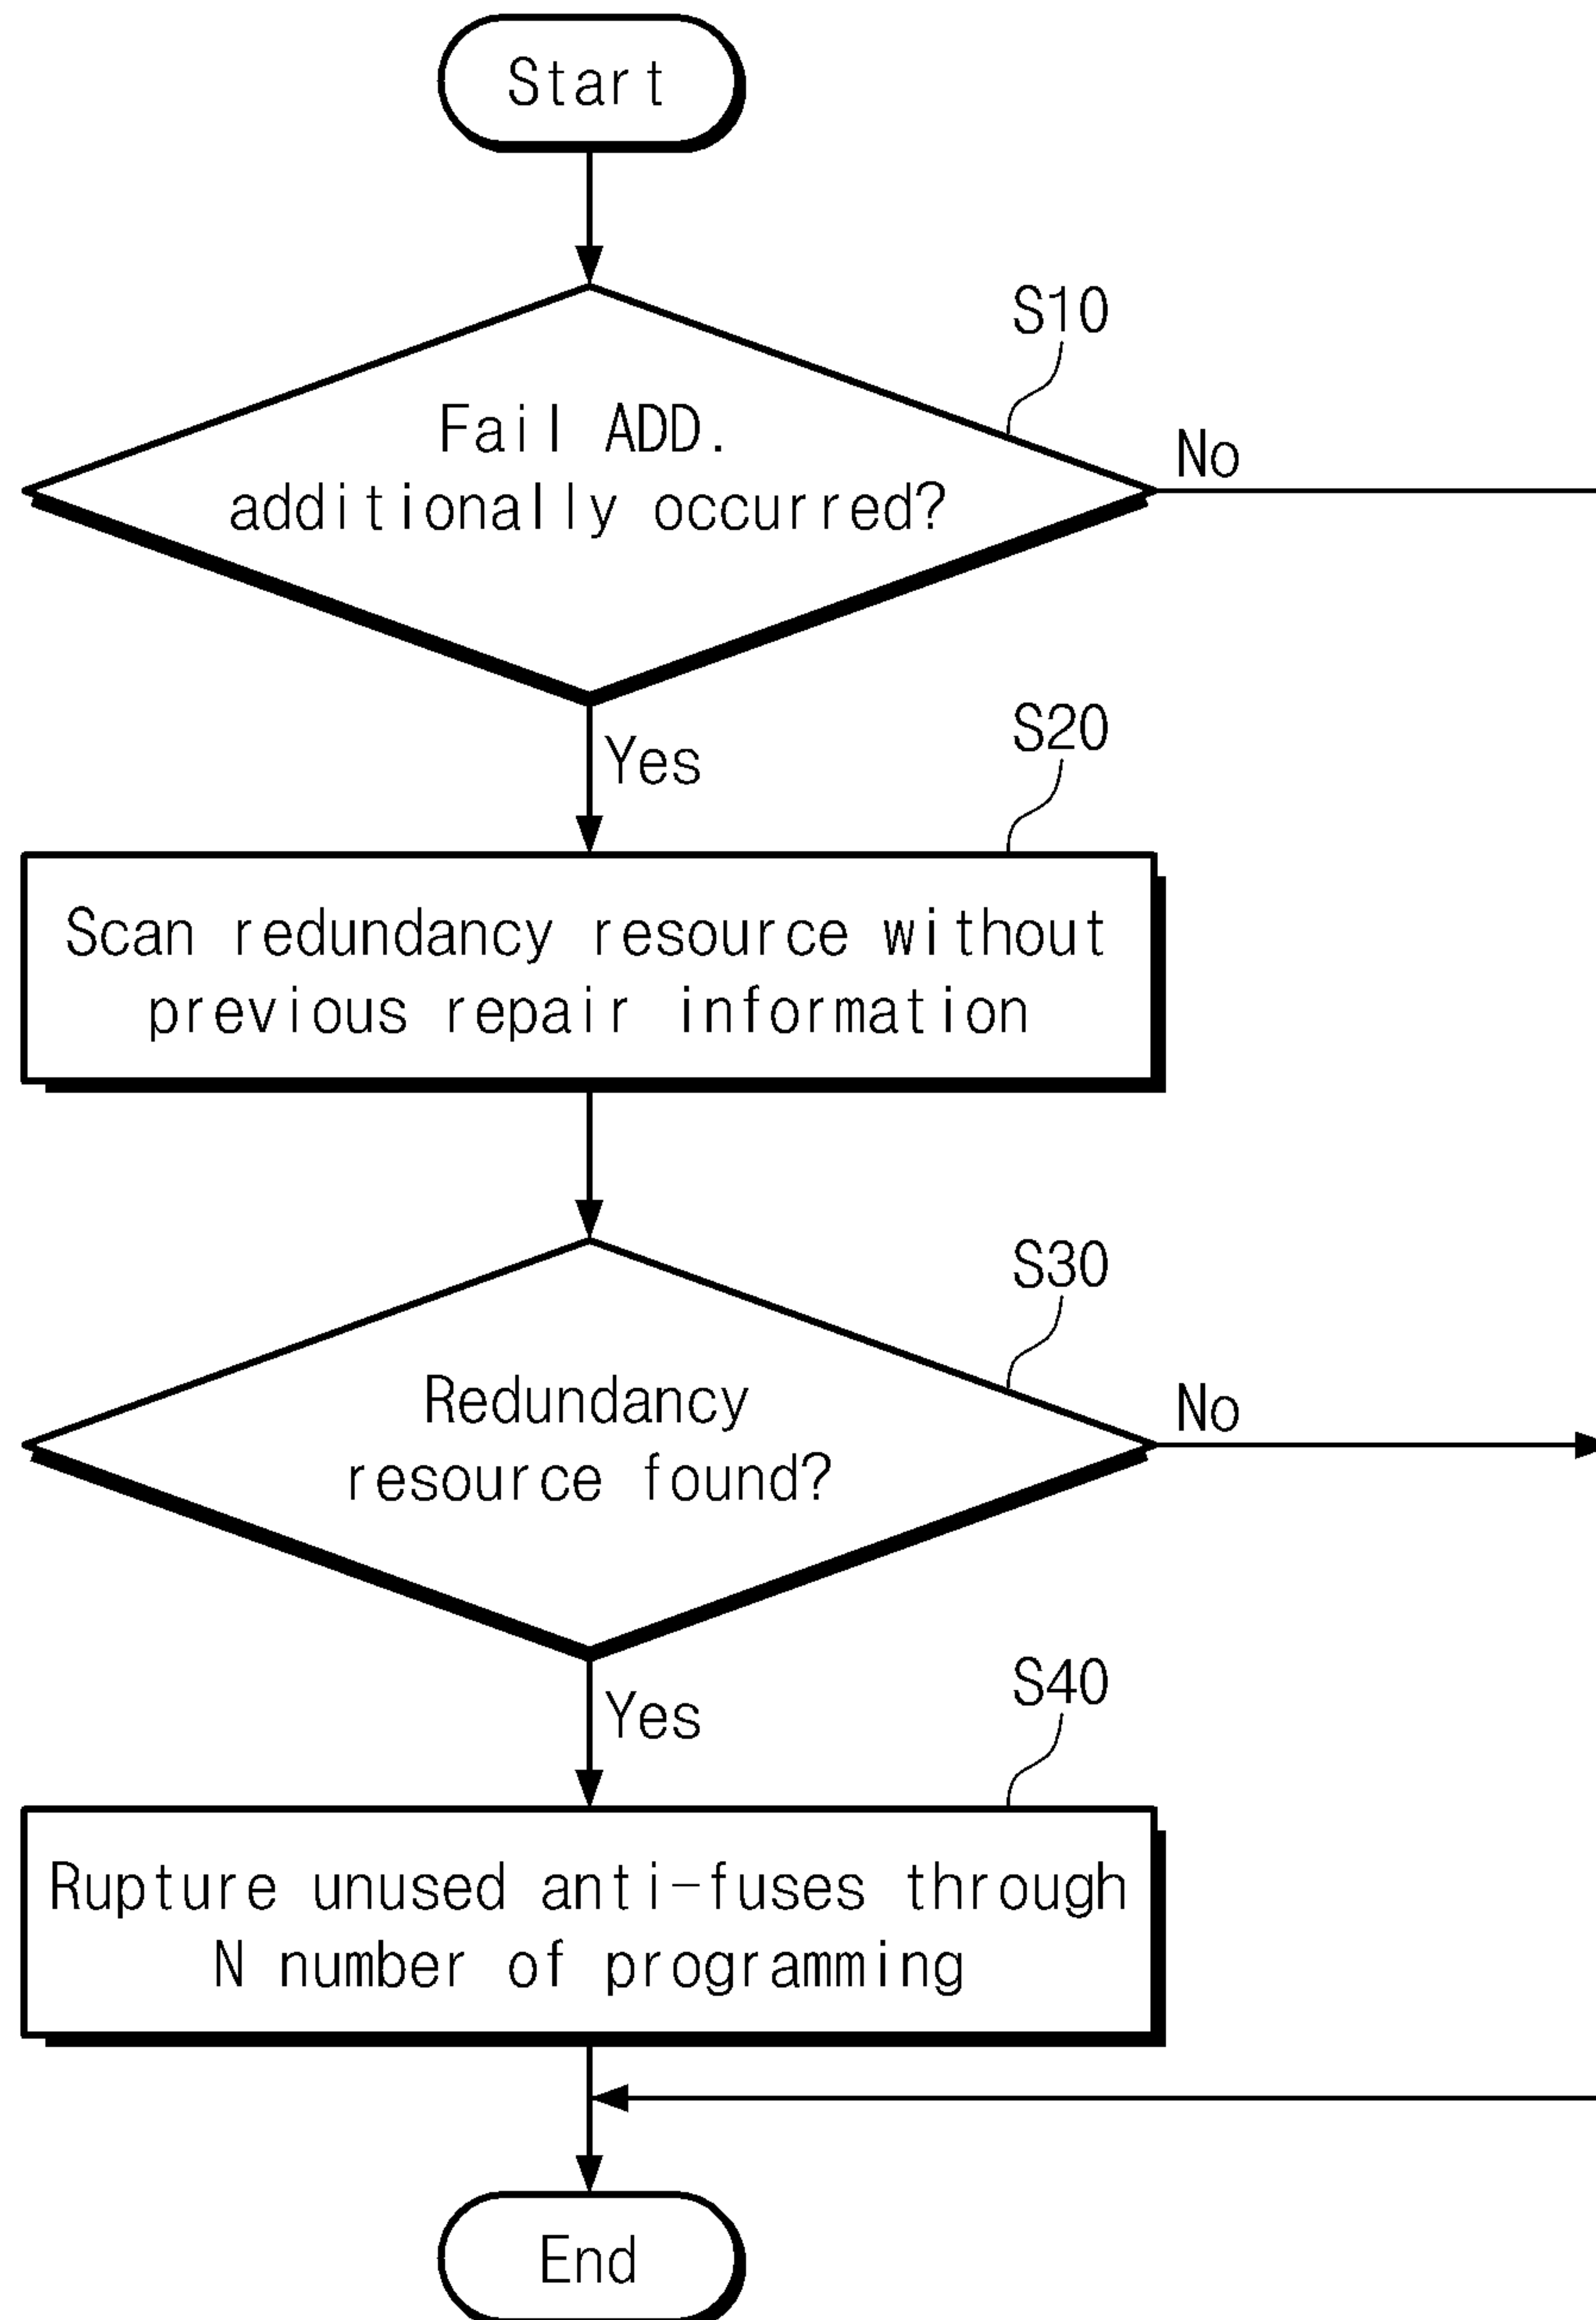 Start
S10
Fail ADD.
additionally occurred?
No
Yes
S20
Scan redundancy resource without
previous repair information
S30
Redundancy
resource found?
No
Yes
S40
Rupture unused anti-fuses through
N number of programming
End